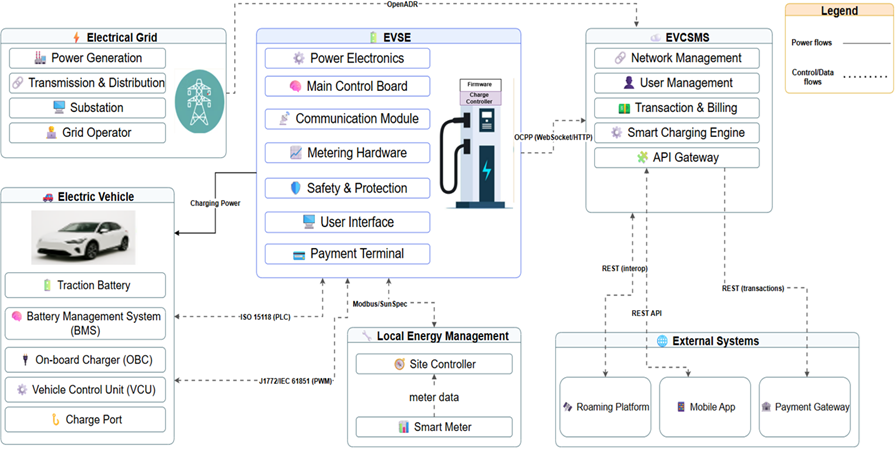 OpenADR
Electrical Grid
Power Generation
Transmission & Distribution
Substation
Grid Operator
EVSE
Power Electronics
Main Control Board
Communication Module
Metering Hardware
Safety & Protection
User Interface
Payment Terminal
Firmware
Charge
Controller
OCPP (WebSocket/HTTP)
EVCSMS
Network Management
User Management
Transaction & Billing
Smart Charging Engine
API Gateway
Legend
Power flows
Control/Data
flows
Electric Vehicle
Traction Battery
Battery Management System
(BMS)
On-board Charger (OBC)
Vehicle Control Unit (VCU)
Charge Port
Charging Power
ISO 15118 (PLC)
J1772/IEC 61851 (PWM)
Modbus/SunSpec
Local Energy Management
Site Controller
meter data
Smart Meter
REST (interop)
REST API
REST (transactions)
External Systems
Roaming Platform
Mobile App
Payment Gateway